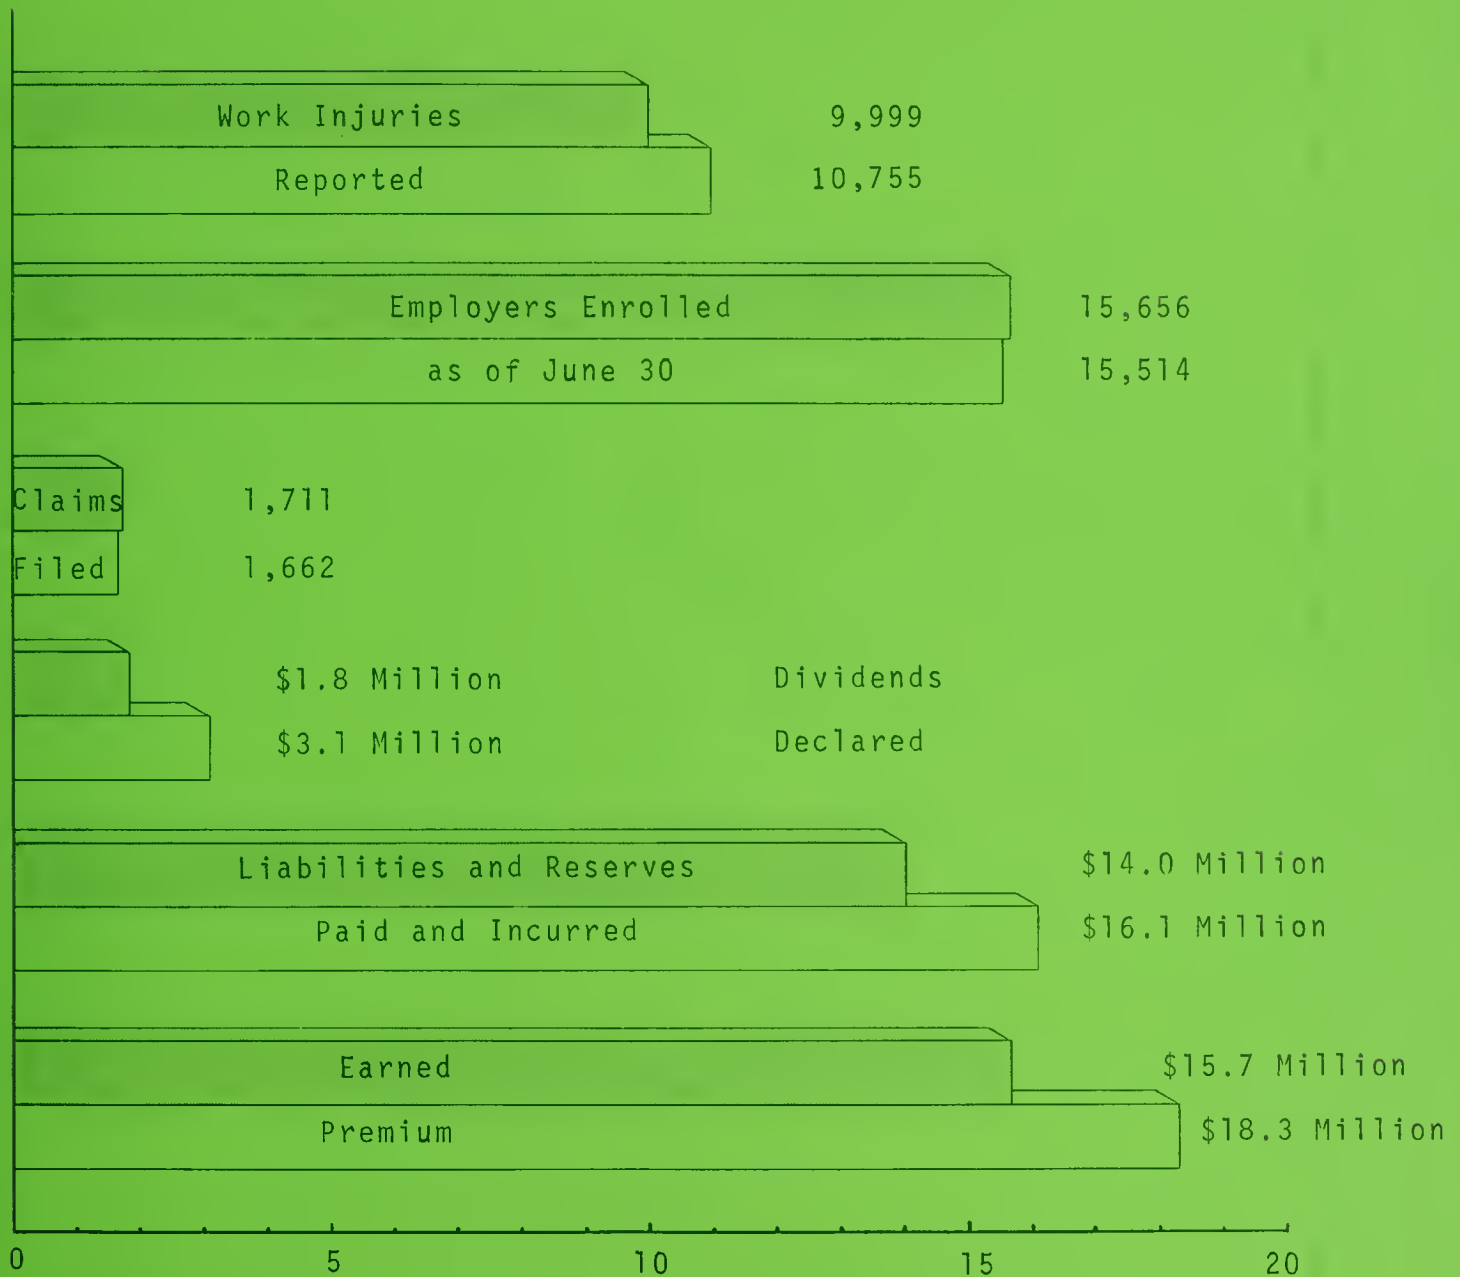 Work Injuries 9,999
Reported 10,755
Employers Enrolled 15,656
as of June 30 15,514
Claims 1,711
Filed 1,662
$1.8 Million Dividends
$3.1 Million Declared
Liabilities and Reserves $14.0 Million
Paid and Incurred $16.1 Million
Earned $15.7 Million
Premium $18.3 Million
0 5 10 15 20